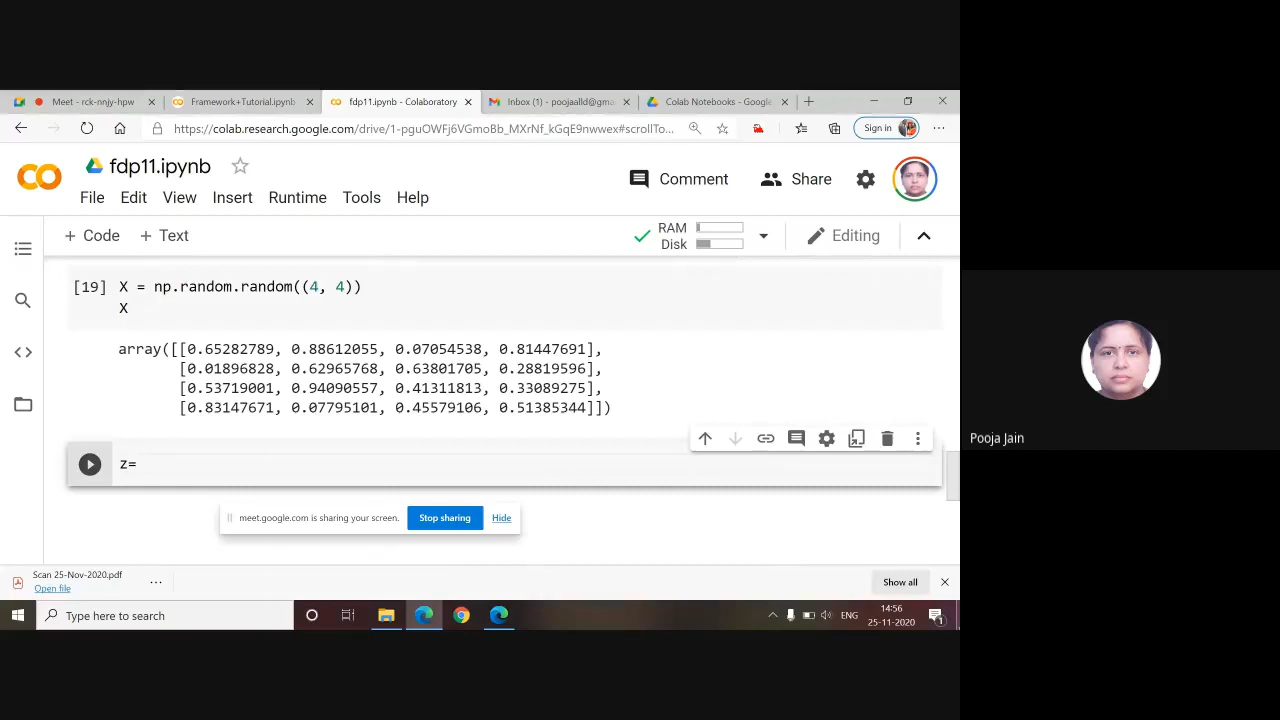 Meet - rck-nnjy-hpw
Framework+Tutorial.ipynb
fdp11.ipynb - Colaboratory
Inbox (1) - poojaalld@gma
Colab Notebooks - Google
https://colab.research.google.com/drive/1-pguOWFj6VGmoBb_MXrNf_kGqE9nwwex#scrollTo...
Sign in
CO
fdp11.ipynb
Comment
Share
File Edit View Insert Runtime Tools Help
+ Code + Text
RAM
Disk
Editing
[19] X = np.random.random((4, 4))
X
array([[0.65282789, 0.88612055, 0.07054538, 0.81447691],
[0.01896828, 0.62965768, 0.63801705, 0.28819596],
[0.53719001, 0.94090557, 0.41311813, 0.33089275],
[0.83147671, 0.07795101, 0.45579106, 0.51385344]])
z=
meet.google.com is sharing your screen. Stop sharing Hide
Scan 25-Nov-2020.pdf
Open file
Show all
Type here to search
ENG
14:56
25-11-2020
1
Pooja Jain